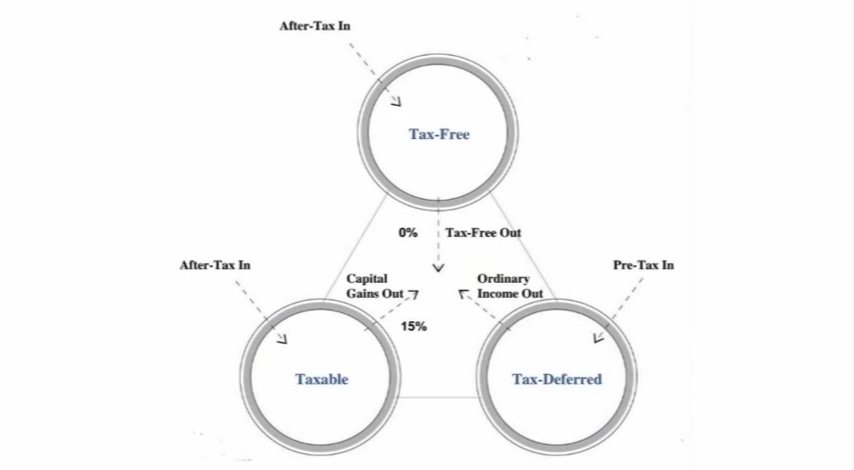 After-Tax In
Tax-Free
0%
Tax-Free Out
After-Tax In
Pre-Tax In
Capital
Gains Out
Ordinary
Income Out
15%
Taxable
Tax-Deferred